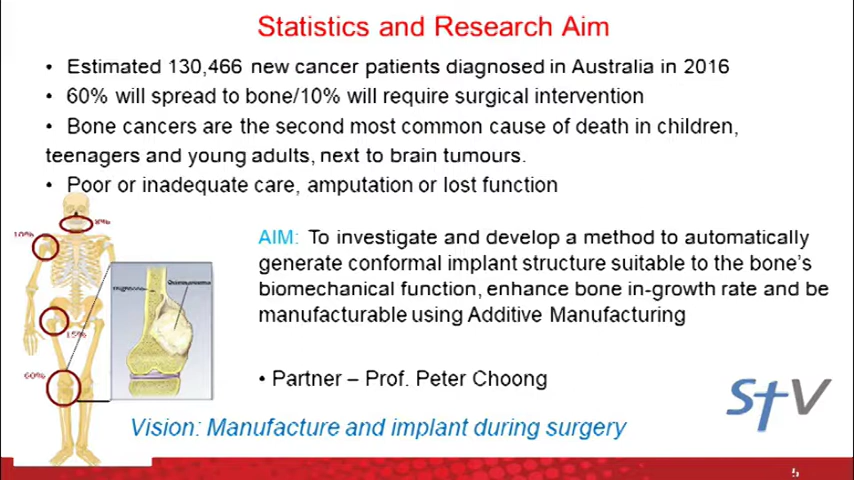 Statistics and Research Aim
• Estimated 130,466 new cancer patients diagnosed in Australia in 2016
• 60% will spread to bone/10% will require surgical intervention
• Bone cancers are the second most common cause of death in children,
teenagers and young adults, next to brain tumours.
• Poor or inadequate care, amputation or lost function
10%
15%
60%
AIM: To investigate and develop a method to automatically
generate conformal implant structure suitable to the bone's
biomechanical function, enhance bone in-growth rate and be
manufacturable using Additive Manufacturing
• Partner – Prof. Peter Choong
StV
Vision: Manufacture and implant during surgery
5